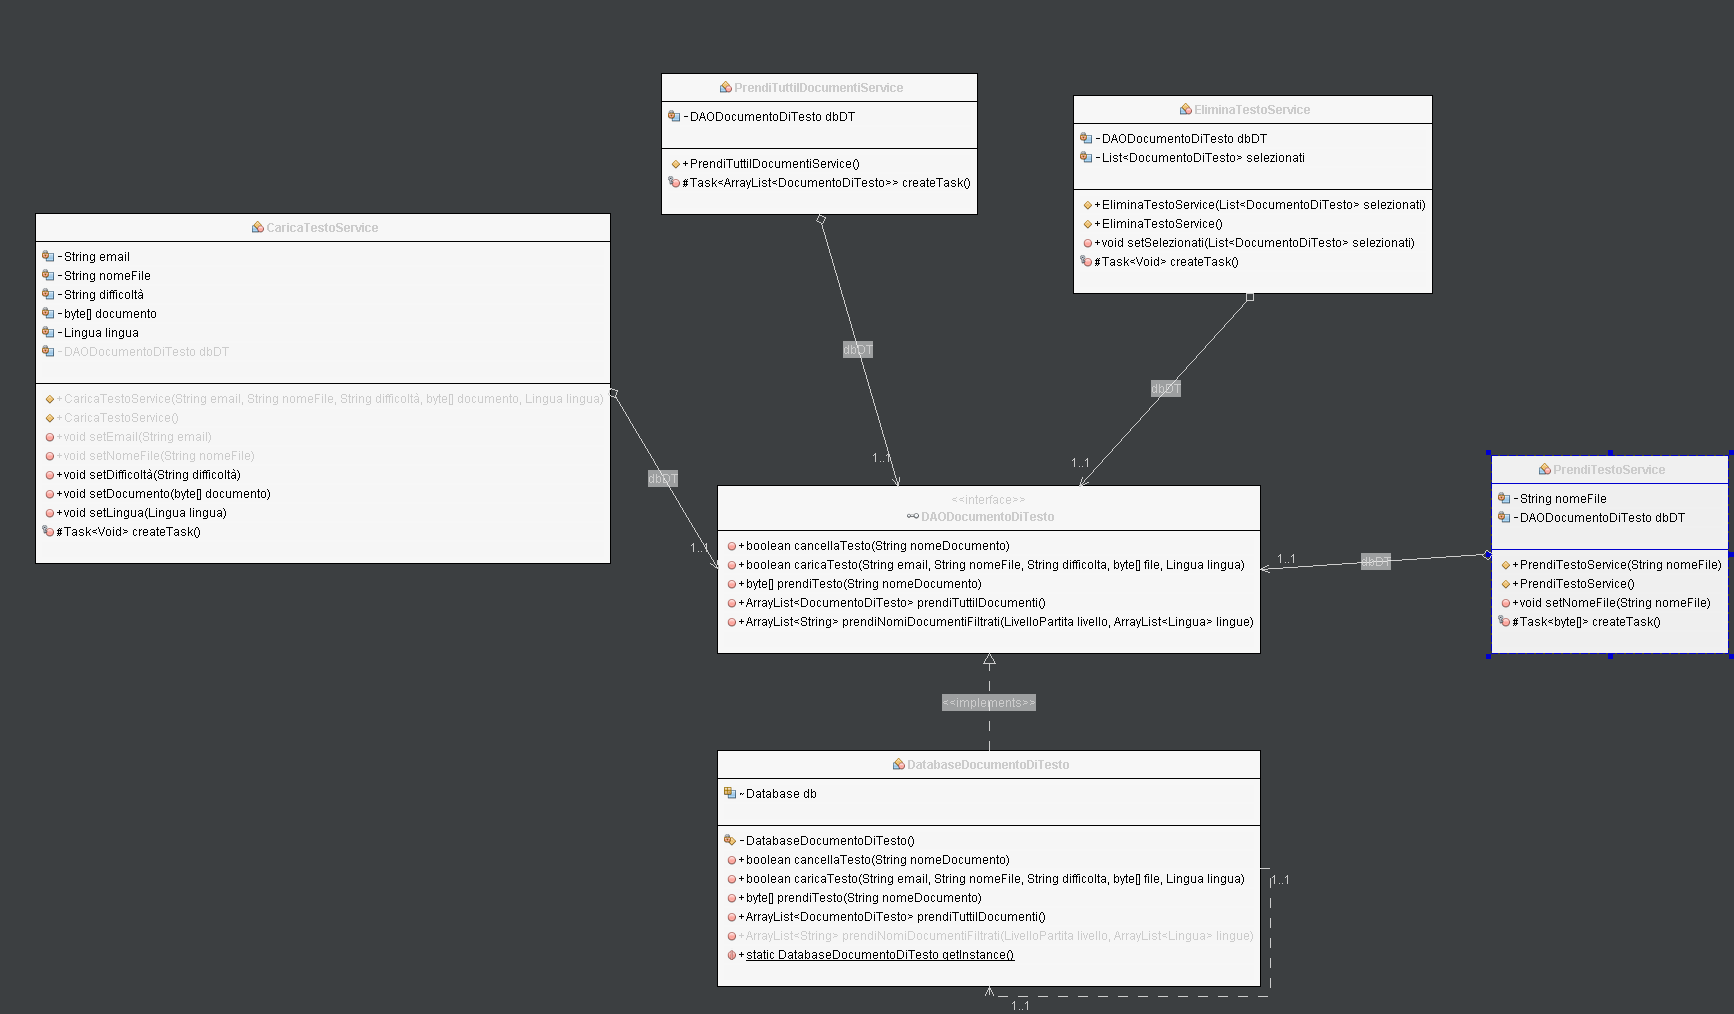 PrendiTuttiIDocumentiService
-DAODocumentoDiTesto dbDT
+PrendiTuttiIDocumentiService()
#Task<ArrayList<DocumentoDiTesto>> createTask()
EliminaTestoService
-DAODocumentoDiTesto dbDT
-List<DocumentoDiTesto> selezionati
+EliminaTestoService(List<DocumentoDiTesto> selezionati)
+EliminaTestoService()
+void setSelezionati(List<DocumentoDiTesto> selezionati)
#Task<Void> createTask()
CaricaTestoService
-String email
-String nomeFile
-String difficoltà
-byte[] documento
-Lingua lingua
-DAODocumentoDiTesto dbDT
+CaricaTestoService(String email, String nomeFile, String difficoltà, byte[] documento, Lingua lingua)
+CaricaTestoService()
+void setEmail(String email)
+void setNomeFile(String nomeFile)
+void setDifficoltà(String difficoltà)
+void setDocumento(byte[] documento)
+void setLingua(Lingua lingua)
#Task<Void> createTask()
dbDT
1..1
dbDT
1..1
dbDT
1..1
dbDT
1..1
PrendiTestoService
-String nomeFile
-DAODocumentoDiTesto dbDT
+PrendiTestoService(String nomeFile)
+PrendiTestoService()
+void setNomeFile(String nomeFile)
#Task<byte[]> createTask()
<<interface>>
DAODocumentoDiTesto
+boolean cancellaTesto(String nomeDocumento)
+boolean caricaTesto(String email, String nomeFile, String difficolta, byte[] file, Lingua lingua)
+byte[] prendiTesto(String nomeDocumento)
+ArrayList<DocumentoDiTesto> prendiTuttiIDocumenti()
+ArrayList<String> prendiNomiDocumentiFiltrati(LivelloPartita livello, ArrayList<Lingua> lingue)
<<implements>>
DatabaseDocumentoDiTesto
~Database db
-DatabaseDocumentoDiTesto()
+boolean cancellaTesto(String nomeDocumento)
+boolean caricaTesto(String email, String nomeFile, String difficolta, byte[] file, Lingua lingua)
+byte[] prendiTesto(String nomeDocumento)
+ArrayList<DocumentoDiTesto> prendiTuttiIDocumenti()
+ArrayList<String> prendiNomiDocumentiFiltrati(LivelloPartita livello, ArrayList<Lingua> lingue)
+static DatabaseDocumentoDiTesto getInstance()
1..1
1..1